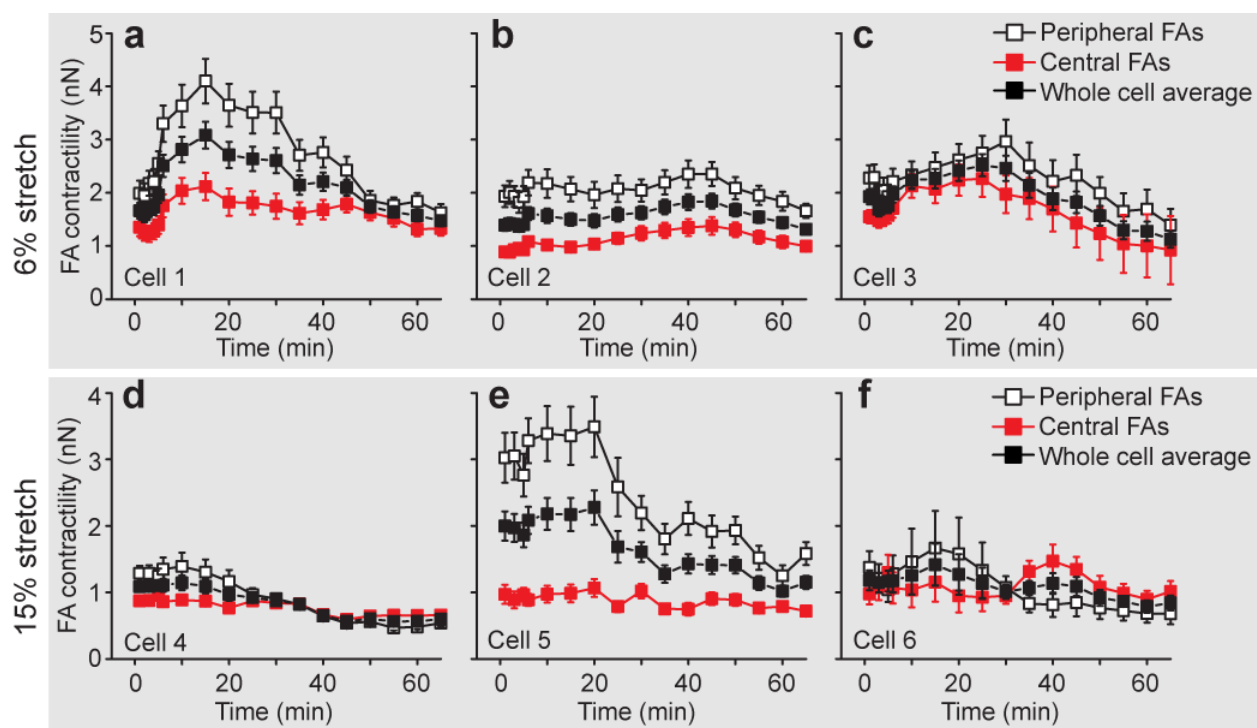 6% stretch
FA contractility (nN)
a
b
c
Peripheral FAs
Central FAs
Whole cell average
5
4
3
2
1
0
Cell 1
Cell 2
Cell 3
0 20 40 60
0 20 40 60
0 20 40 60
Time (min)
Time (min)
Time (min)
15% stretch
FA contractility (nN)
d
e
f
Peripheral FAs
Central FAs
Whole cell average
4
3
2
1
0
Cell 4
Cell 5
Cell 6
0 20 40 60
0 20 40 60
0 20 40 60
Time (min)
Time (min)
Time (min)